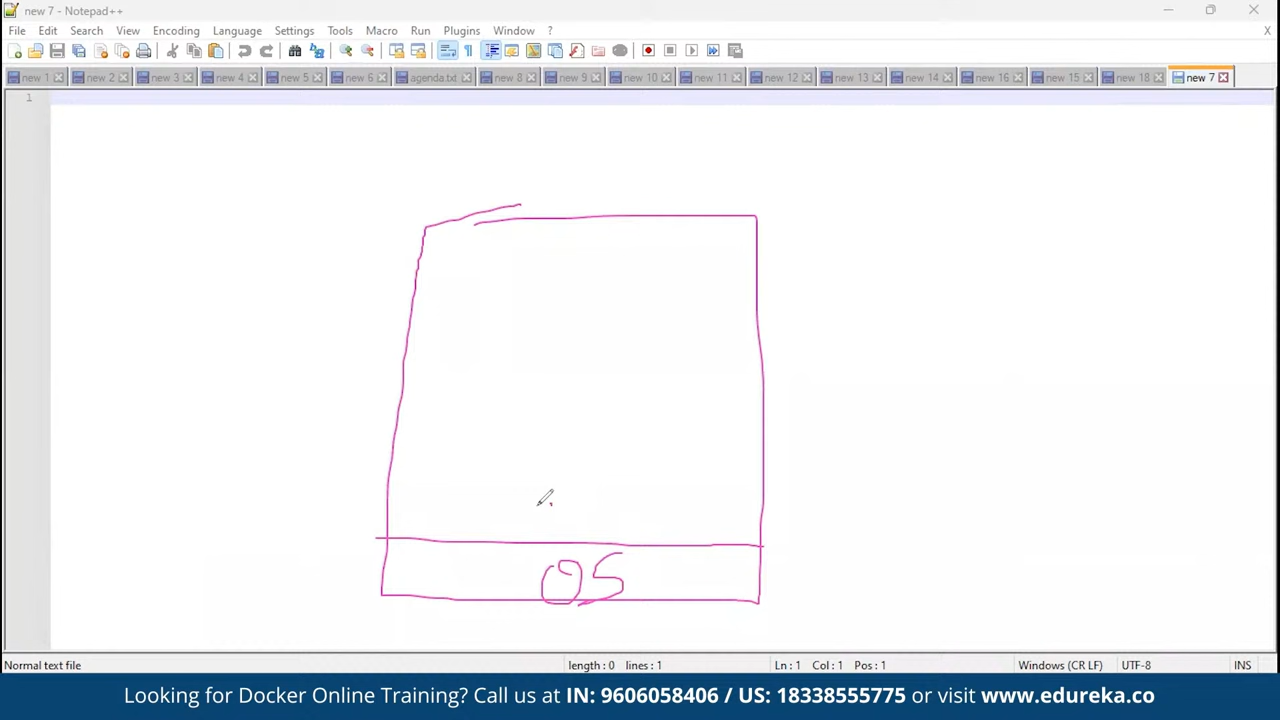 new 7 - Notepad++
File Edit Search View Encoding Language Settings Tools Macro Run Plugins Window ? X
new 1 new 2 new 3 new 4 new 5 new 6 agenda.txt new 8 new 9 new 10 new 11 new 12 new 13 new 14 new 16 new 15 new 18 new 7
1
OS
Normal text file length : 0 lines : 1 Ln : 1 Col : 1 Pos : 1 Windows (CR LF) UTF-8 INS
Looking for Docker Online Training? Call us at IN: 9606058406 / US: 18338555775 or visit www.edureka.co